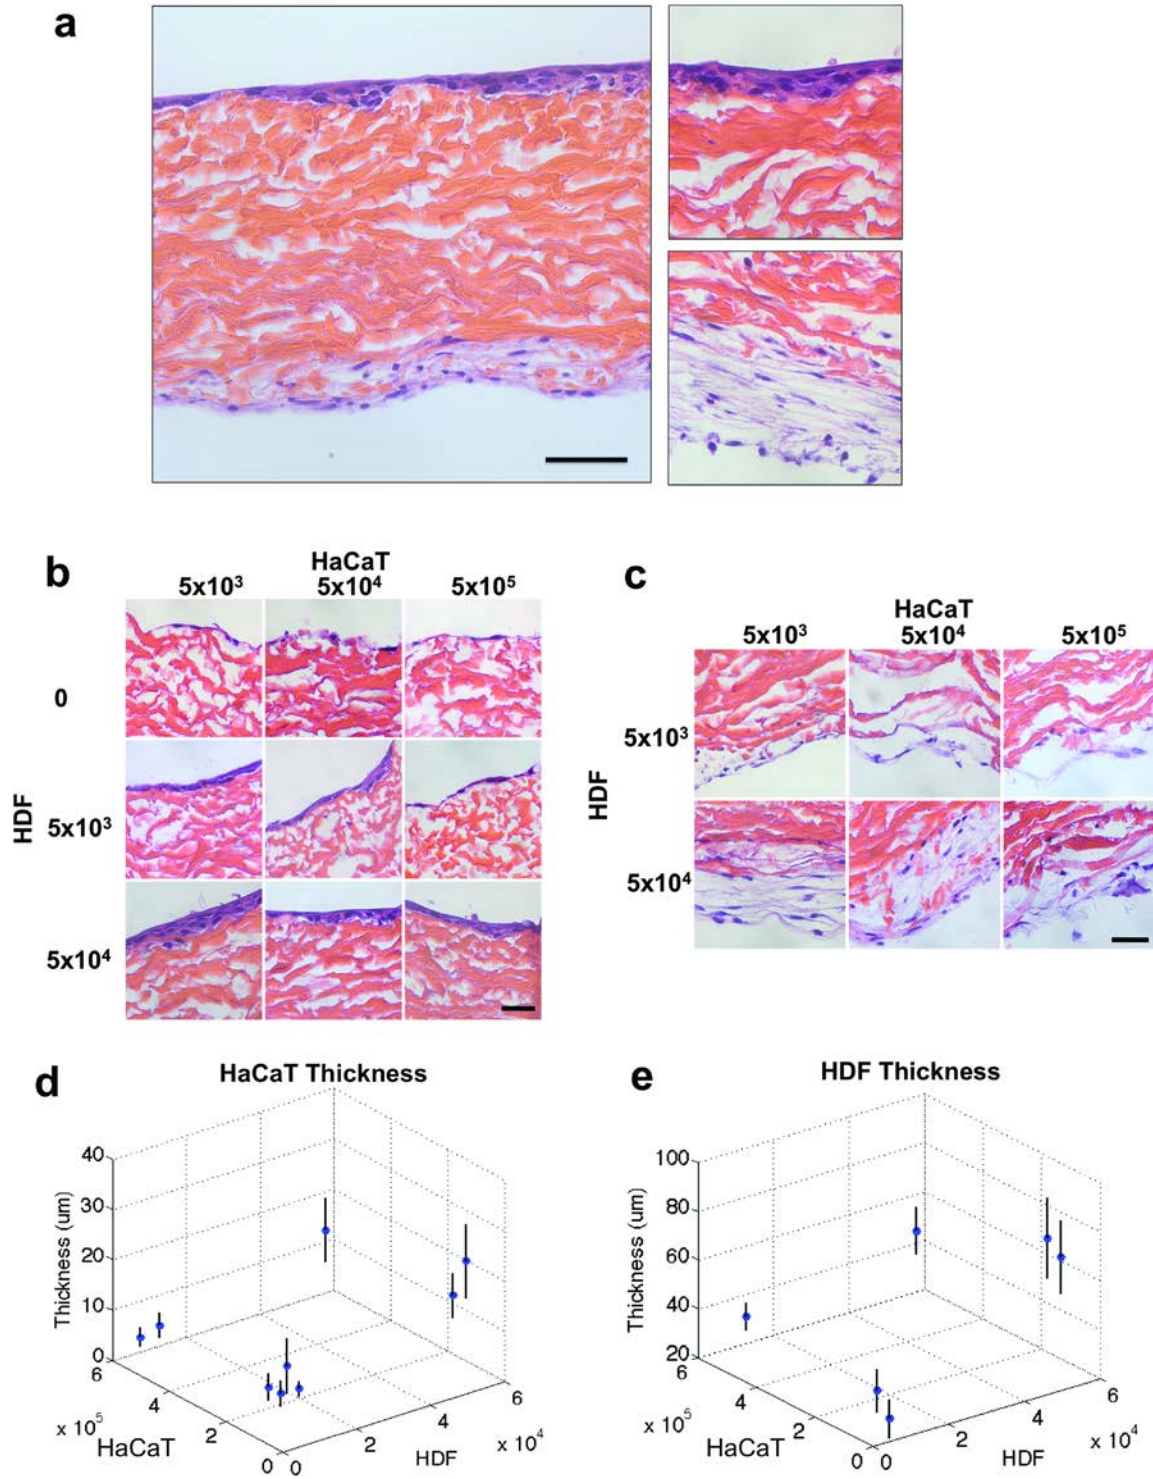 a
b
HaCaT
5x10³ 5x10⁴ 5x10⁵
0
5x10³
5x10⁴
HDF
c
HaCaT
5x10³ 5x10⁴ 5x10⁵
5x10³
5x10⁴
HDF
d
HaCaT Thickness
Thickness (um)
40
30
20
10
0
6
4
2
0
x 10⁵
HaCaT
0
2
4
6
x 10⁴
HDF
e
HDF Thickness
Thickness (um)
100
80
60
40
20
6
4
2
0
x 10⁵
HaCaT
0
2
4
6
x 10⁴
HDF